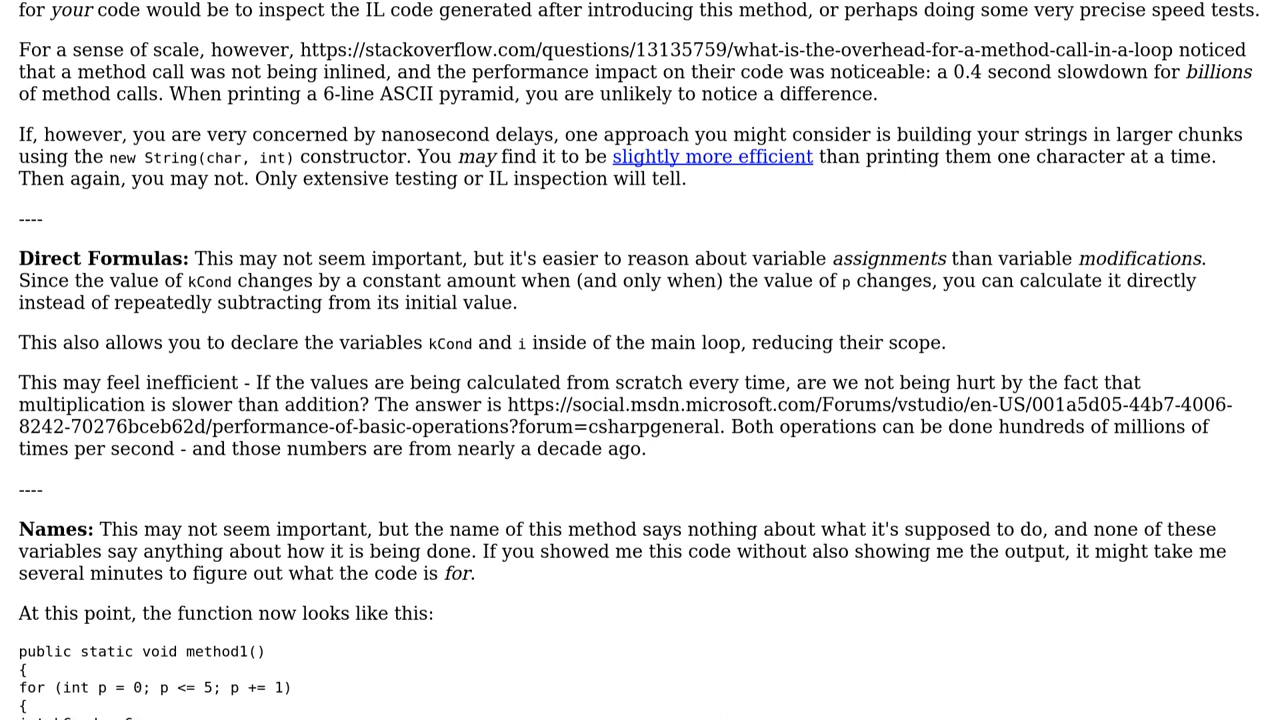 for your code would be to inspect the IL code generated after introducing this method, or perhaps doing some very precise speed tests.
For a sense of scale, however, https://stackoverflow.com/questions/13135759/what-is-the-overhead-for-a-method-call-in-a-loop noticed
that a method call was not being inlined, and the performance impact on their code was noticeable: a 0.4 second slowdown for billions
of method calls. When printing a 6-line ASCII pyramid, you are unlikely to notice a difference.
If, however, you are very concerned by nanosecond delays, one approach you might consider is building your strings in larger chunks
using the new String(char, int) constructor. You may find it to be slightly more efficient than printing them one character at a time.
Then again, you may not. Only extensive testing or IL inspection will tell.
----
Direct Formulas: This may not seem important, but it's easier to reason about variable assignments than variable modifications.
Since the value of kCond changes by a constant amount when (and only when) the value of p changes, you can calculate it directly
instead of repeatedly subtracting from its initial value.
This also allows you to declare the variables kCond and i inside of the main loop, reducing their scope.
This may feel inefficient - If the values are being calculated from scratch every time, are we not being hurt by the fact that
multiplication is slower than addition? The answer is https://social.msdn.microsoft.com/Forums/vstudio/en-US/001a5d05-44b7-4006-
8242-70276bceb62d/performance-of-basic-operations?forum=csharpgeneral. Both operations can be done hundreds of millions of
times per second - and those numbers are from nearly a decade ago.
----
Names: This may not seem important, but the name of this method says nothing about what it's supposed to do, and none of these
variables say anything about how it is being done. If you showed me this code without also showing me the output, it might take me
several minutes to figure out what the code is for.
At this point, the function now looks like this:
public static void method1()
{
for (int p = 0; p <= 5; p += 1)
{